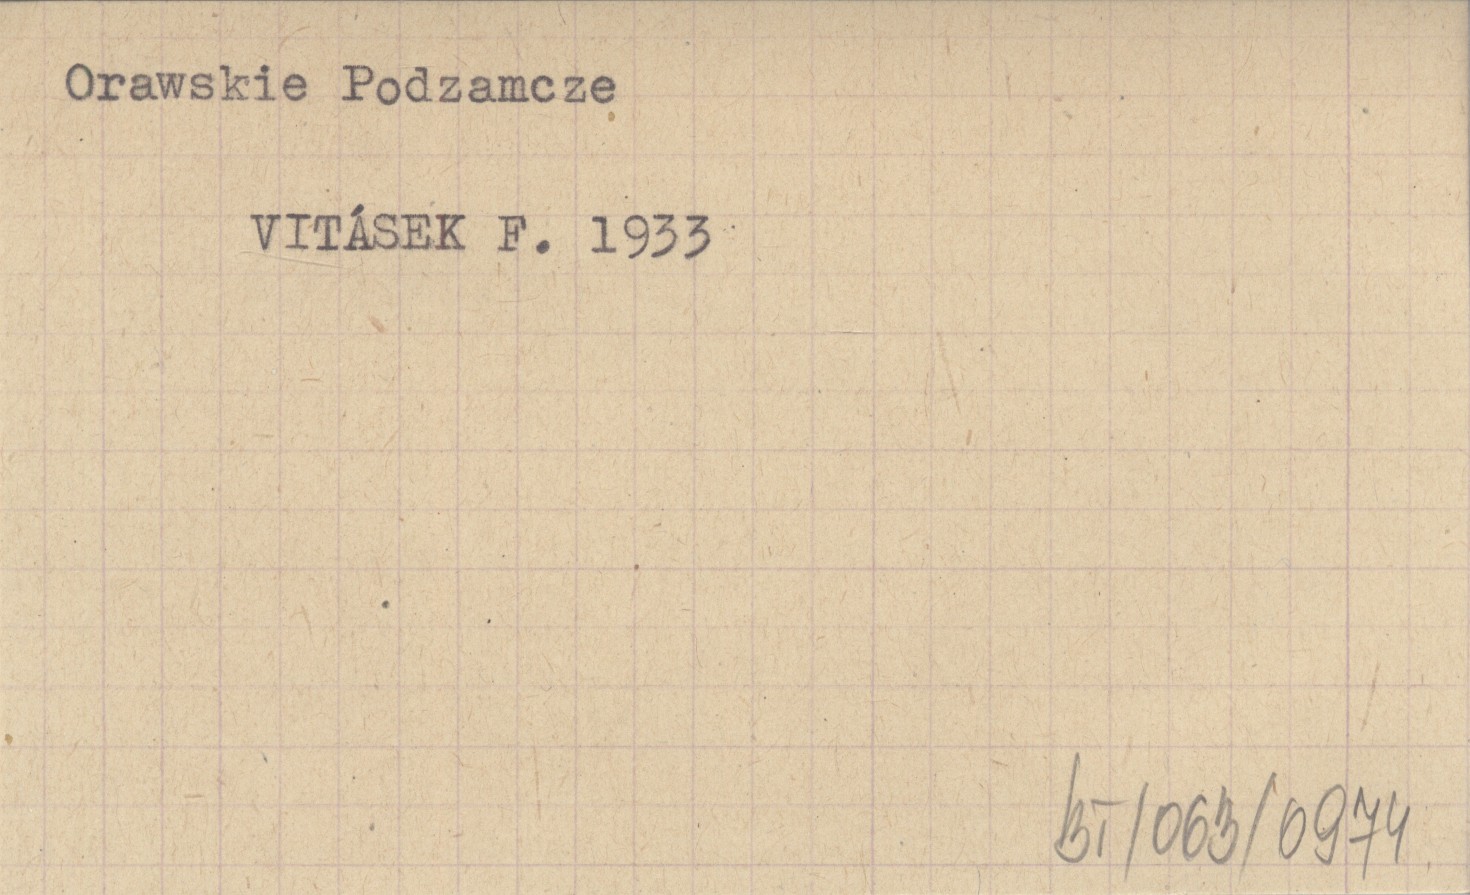 Orawskie Podzamcze
VITÁSEK F. 1933
BT/063/0974